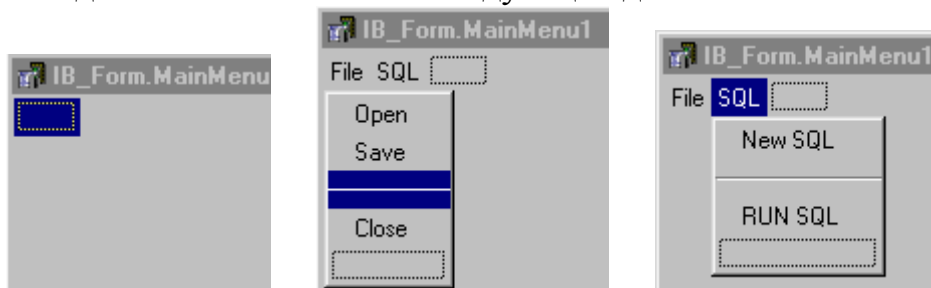 IB_Form.MainMenu
IB_Form.MainMenu1
File SQL
Open
Save
Close
IB_Form.MainMenu1
File SQL
New SQL
RUN SQL